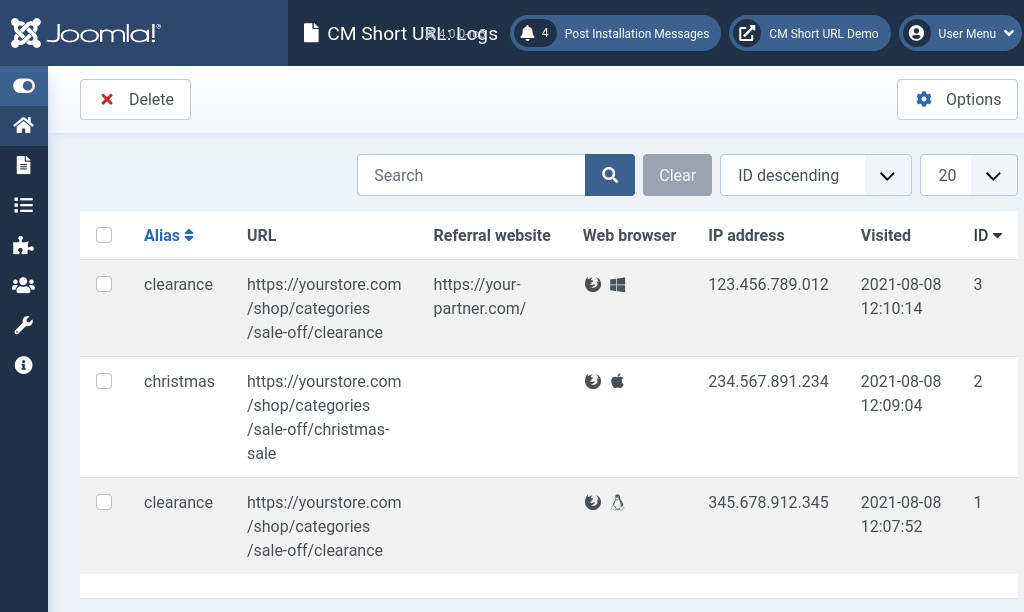 Joomla!®
CM Short URL: Logs
4
Post Installation Messages
CM Short URL Demo
User Menu
Delete
Options
Search
Clear
ID descending
20
Alias
URL
Referral website
Web browser
IP address
Visited
ID
clearance
https://yourstore.com
/shop/categories
/sale-off/clearance
https://your-
partner.com/
123.456.789.012
2021-08-08
12:10:14
3
christmas
https://yourstore.com
/shop/categories
/sale-off/christmas-
sale
234.567.891.234
2021-08-08
12:09:04
2
clearance
https://yourstore.com
/shop/categories
/sale-off/clearance
345.678.912.345
2021-08-08
12:07:52
1